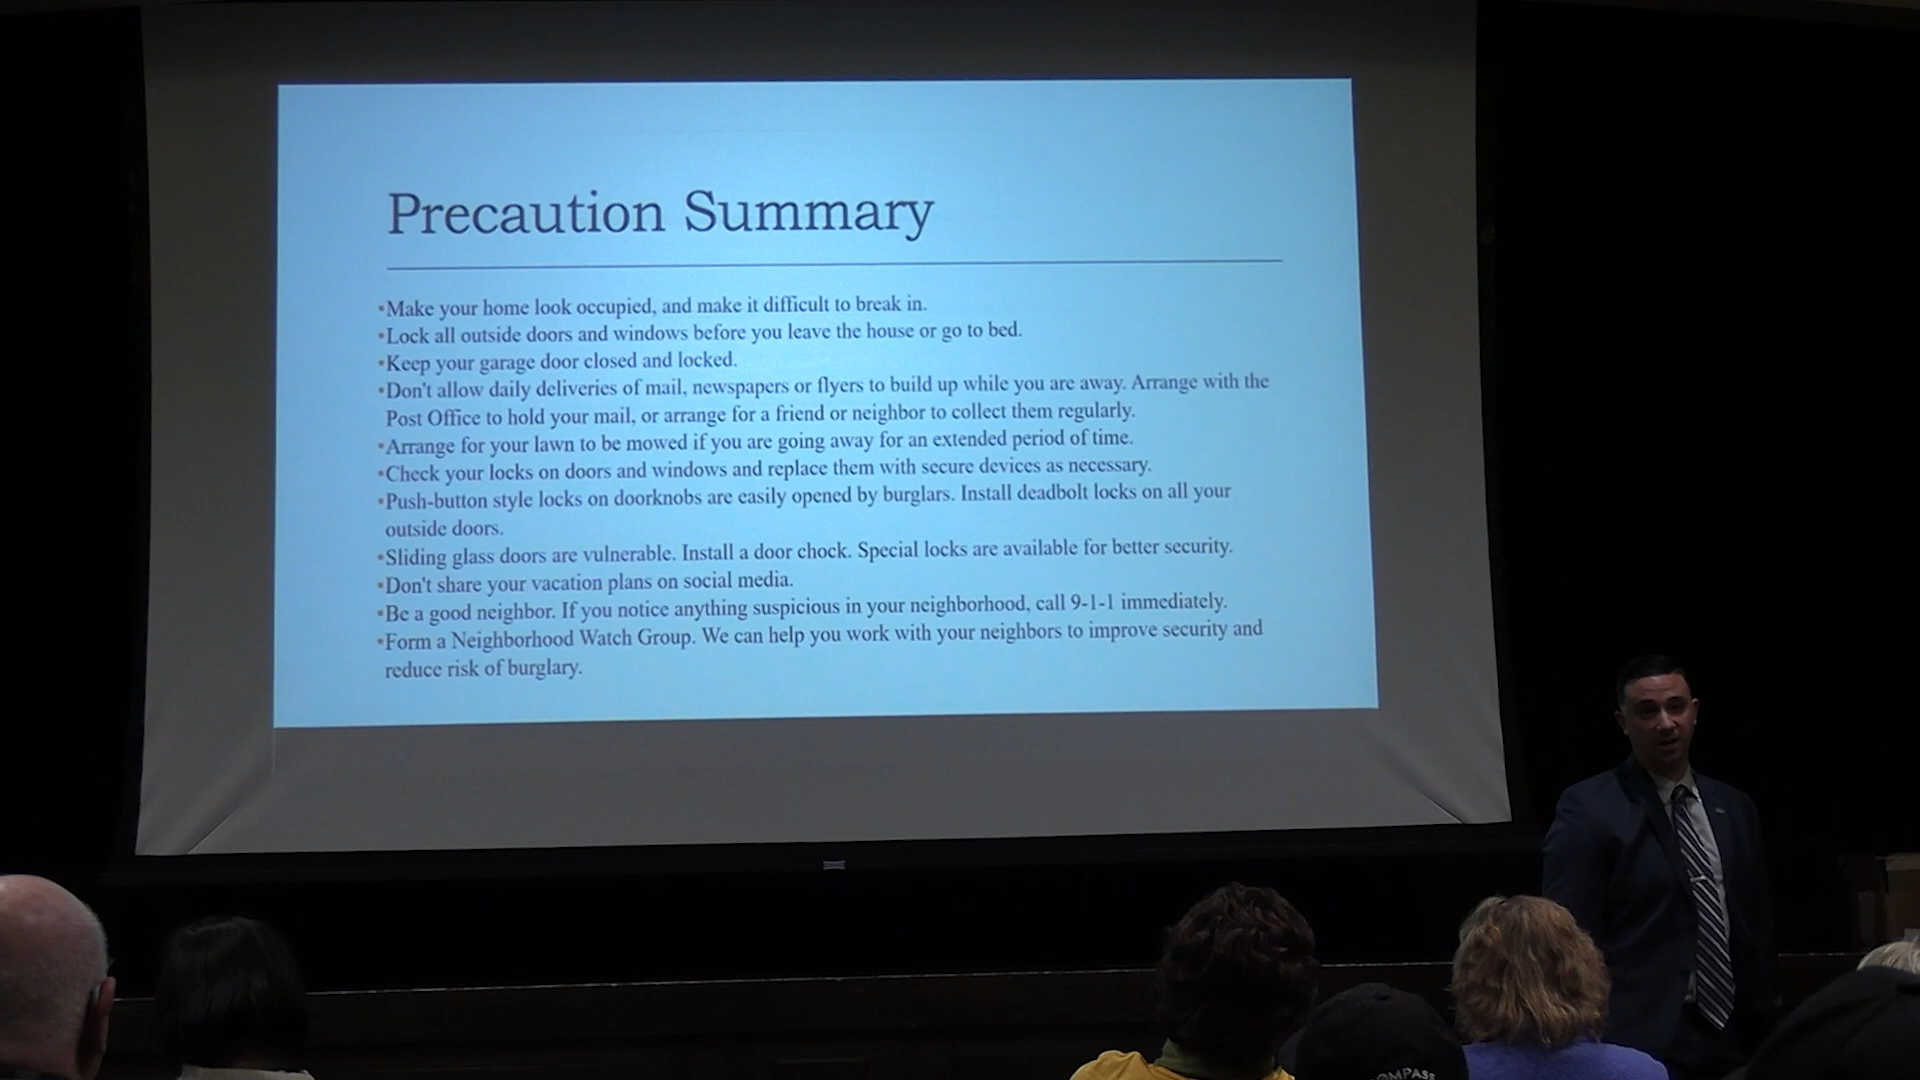 Precaution Summary
•Make your home look occupied, and make it difficult to break in.
•Lock all outside doors and windows before you leave the house or go to bed.
•Keep your garage door closed and locked.
•Don't allow daily deliveries of mail, newspapers or flyers to build up while you are away. Arrange with the
Post Office to hold your mail, or arrange for a friend or neighbor to collect them regularly.
•Arrange for your lawn to be mowed if you are going away for an extended period of time.
•Check your locks on doors and windows and replace them with secure devices as necessary.
•Push-button style locks on doorknobs are easily opened by burglars. Install deadbolt locks on all your
outside doors.
•Sliding glass doors are vulnerable. Install a door chock. Special locks are available for better security.
•Don't share your vacation plans on social media.
•Be a good neighbor. If you notice anything suspicious in your neighborhood, call 9-1-1 immediately.
•Form a Neighborhood Watch Group. We can help you work with your neighbors to improve security and
reduce risk of burglary.
OMPASS